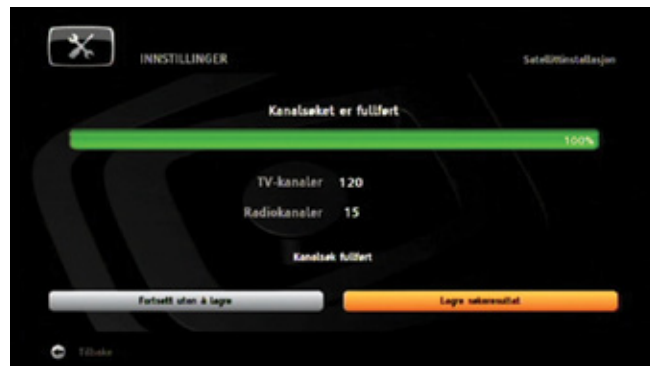 INNSTILLINGER
Satellittinstallasjon
Kanalsøket er fullført
100%
TV-kanaler 120
Radiokanaler 15
Kanalsøk fullført
Fortsett uten å lagre
Lagre søkeresultat
Tilbake